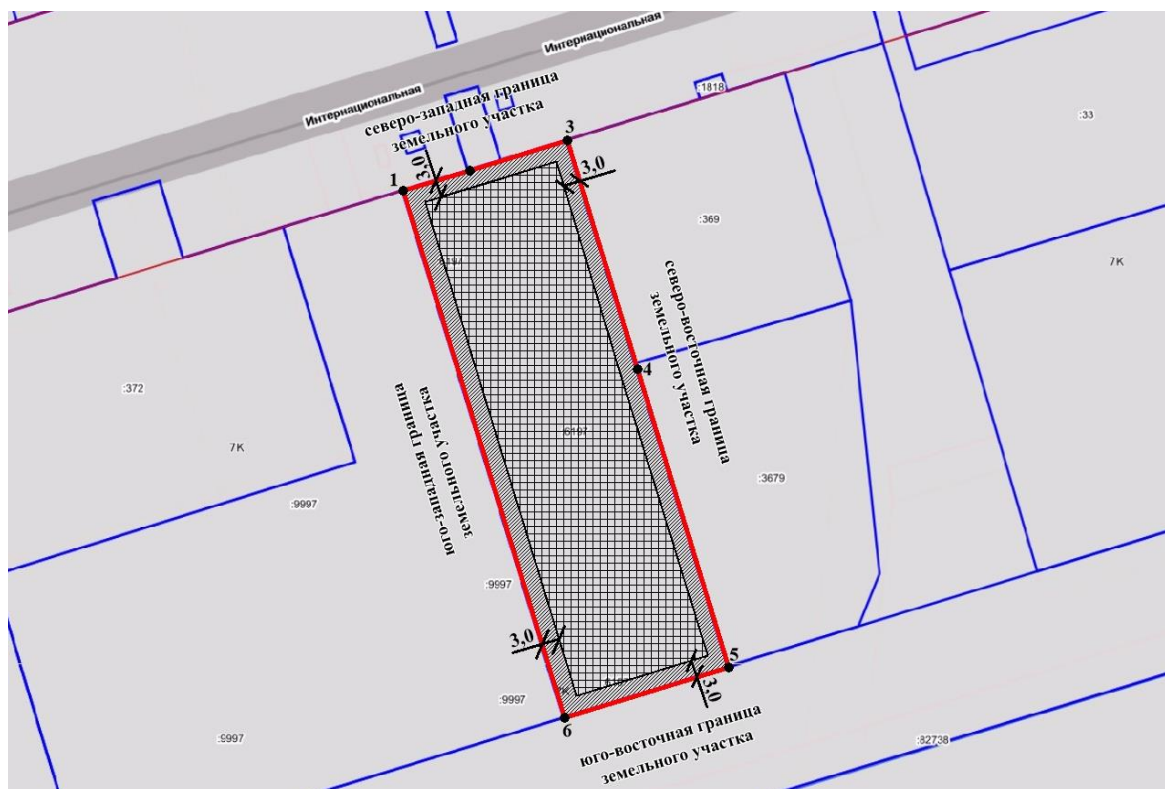 Интернациональная
Интернациональная
северо-западная граница
земельного участка
:1818
:33
3
3,0
3,0
1
:369
7К
северо-восточная граница
земельного участка
4
:372
7К
юго-западная граница
земельного участка
6197
:3679
:9997
:9997
3,0
5
3,0
:9997
6
:9997
юго-восточная граница
земельного участка
:82738